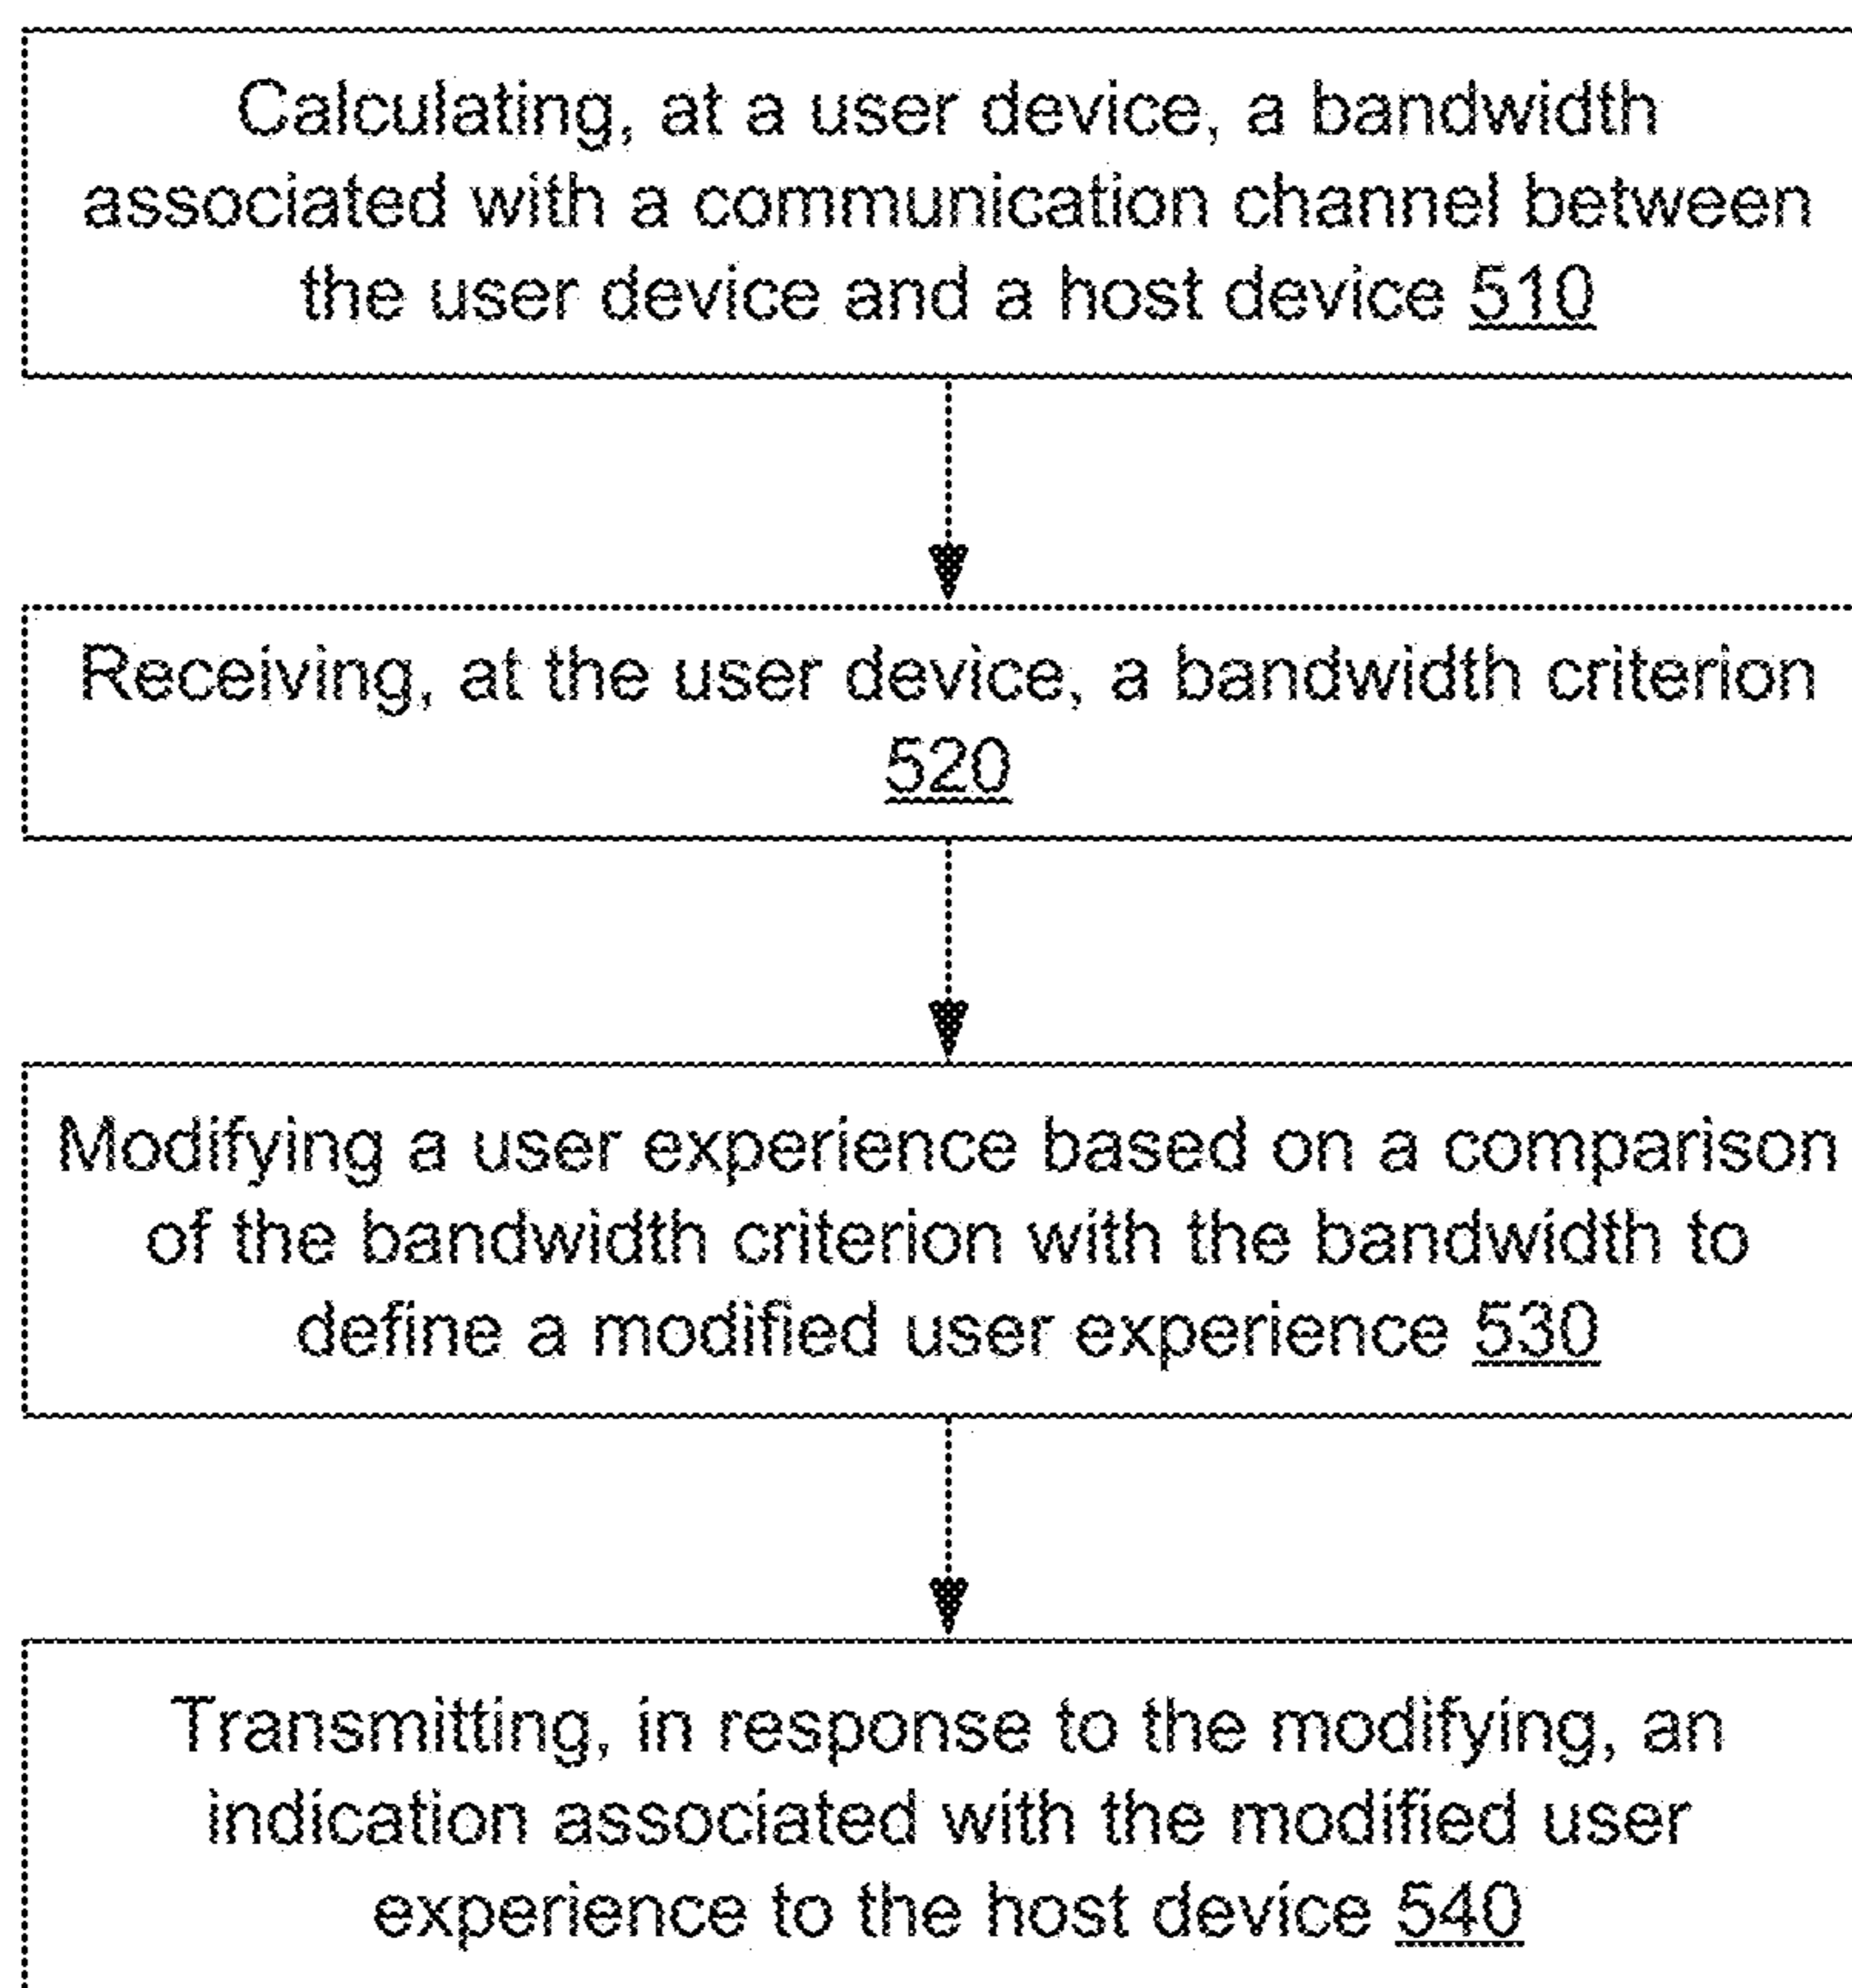 Calculating, at a user device, a bandwidth
associated with a communication channel between
the user device and a host device 510
Receiving, at the user device, a bandwidth criterion
520
Modifying a user experience based on a comparison
of the bandwidth criterion with the bandwidth to
define a modified user experience 530
Transmitting, in response to the modifying, an
indication associated with the modified user
experience to the host device 540